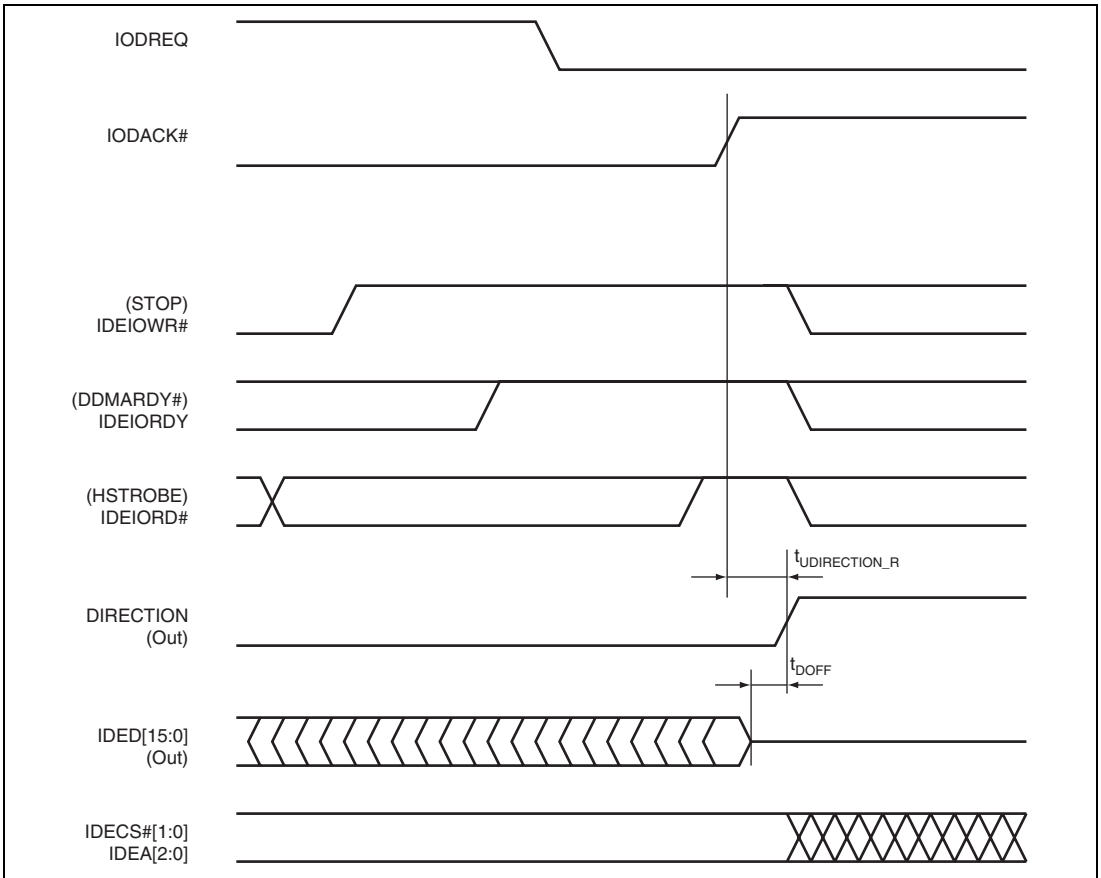 IODREQ
IODACK#
(STOP)
IDEIOWR#
(DDMARDY#)
IDEIORDY
(HSTROBE)
IDEIORD#
tUDIRECTION_R
DIRECTION
(Out)
tDOFF
IDED[15:0]
(Out)
IDECS#[1:0]
IDEA[2:0]